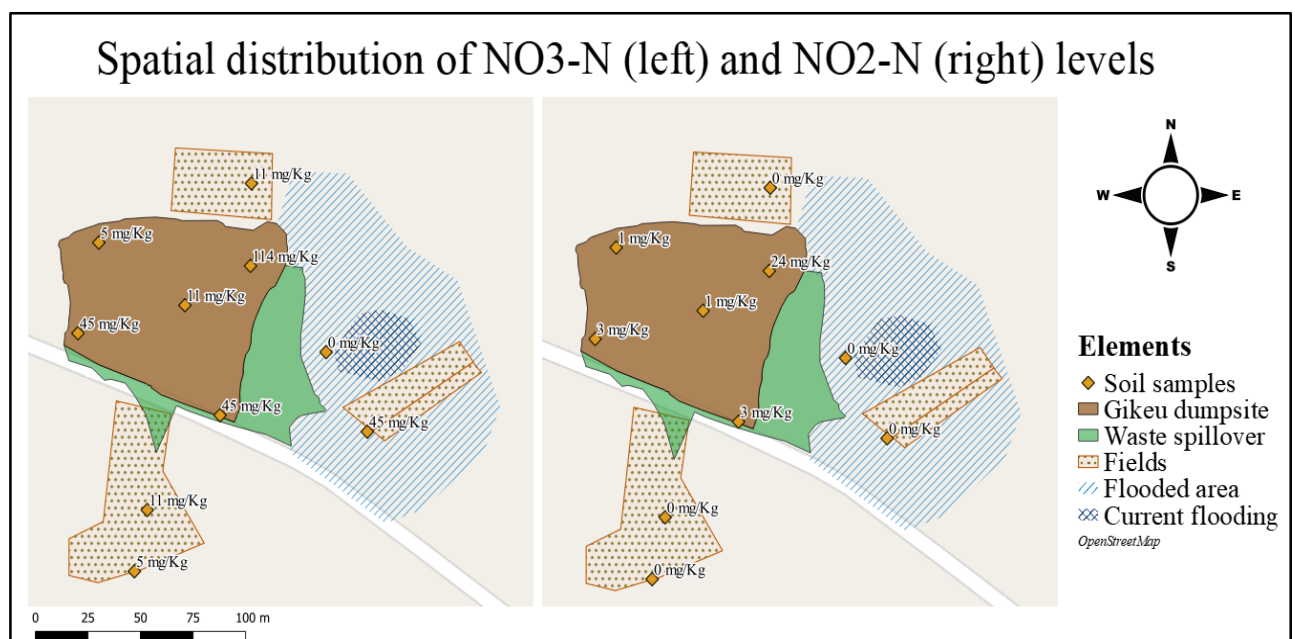 Spatial distribution of NO3-N (left) and NO2-N (right) levels
11 mg/Kg
5 mg/Kg
114 mg/Kg
11 mg/Kg
45 mg/Kg
0 mg/Kg
45 mg/Kg
45 mg/Kg
11 mg/Kg
5 mg/Kg
0 25 50 75 100 m
0 mg/Kg
1 mg/Kg
24 mg/Kg
1 mg/Kg
3 mg/Kg
0 mg/Kg
3 mg/Kg
0 mg/Kg
0 mg/Kg
0 mg/Kg
N
W E
S
Elements
Soil samples
Gikeu dumpsite
Waste spillover
Fields
Flooded area
Current flooding
OpenStreetMap